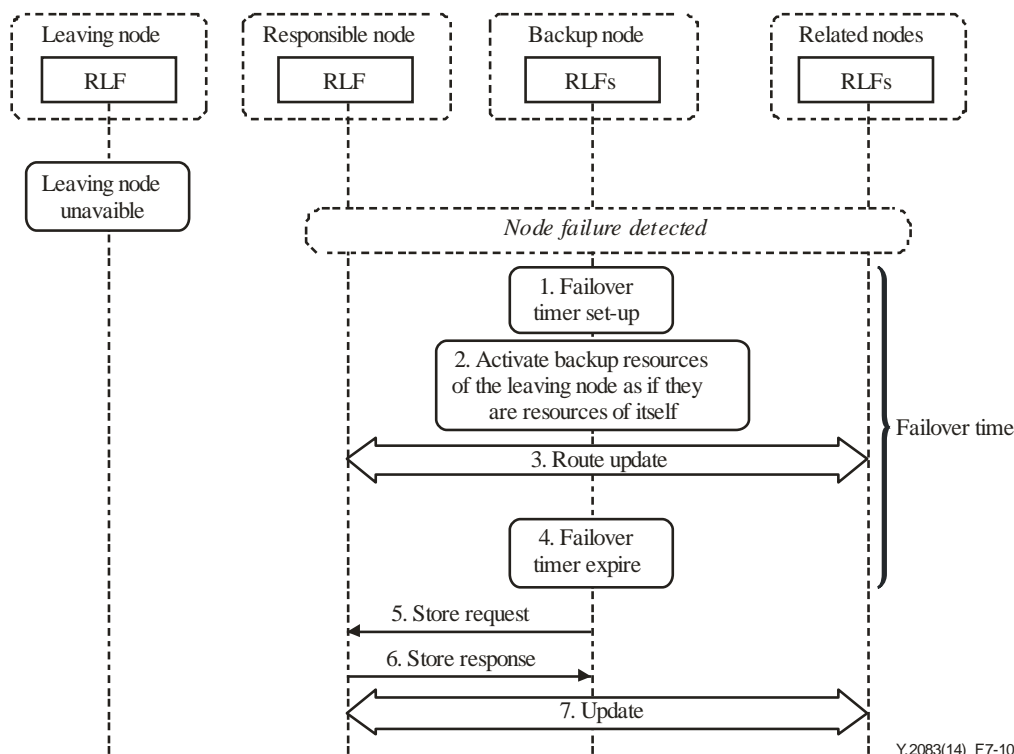 Leaving node
Responsible node
Backup node
Related nodes
RLF
RLF
RLFs
RLFs
Leaving node
unavaible
Node failure detected
1. Failover
timer set-up
2. Activate backup resources
of the leaving node as if they
are resources of itself
Failover time
3. Route update
4. Failover
timer expire
5. Store request
6. Store response
7. Update
Y.2083(14)_F7-10